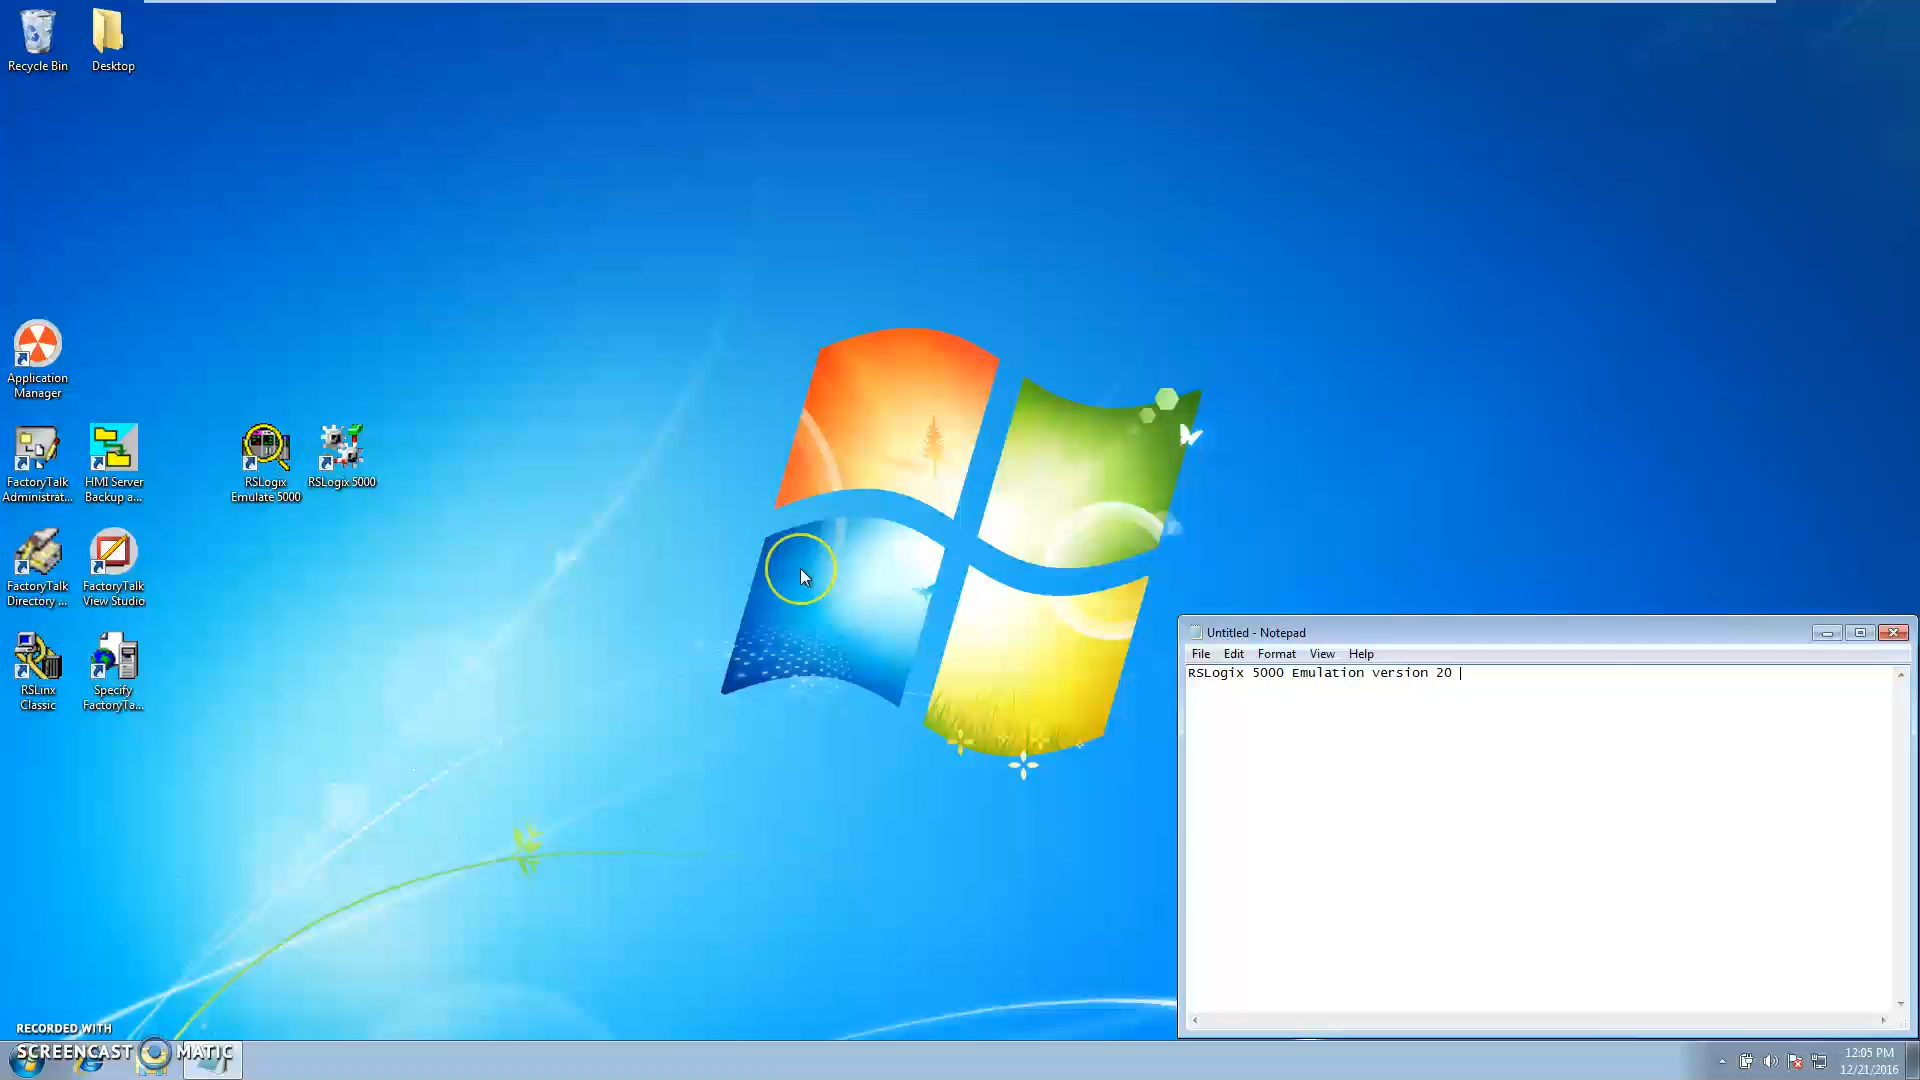 Recycle Bin
Desktop
Application
Manager
FactoryTalk
Administrat...
HMI Server
Backup a...
RSLogix
Emulate 5000
RSLogix 5000
FactoryTalk
Directory ...
FactoryTalk
View Studio
RSLinx
Classic
Specify
FactoryTa...
Untitled - Notepad
File Edit Format View Help
RSLogix 5000 Emulation version 20
RECORDED WITH
SCREENCAST MATIC
12:05 PM
12/21/2016